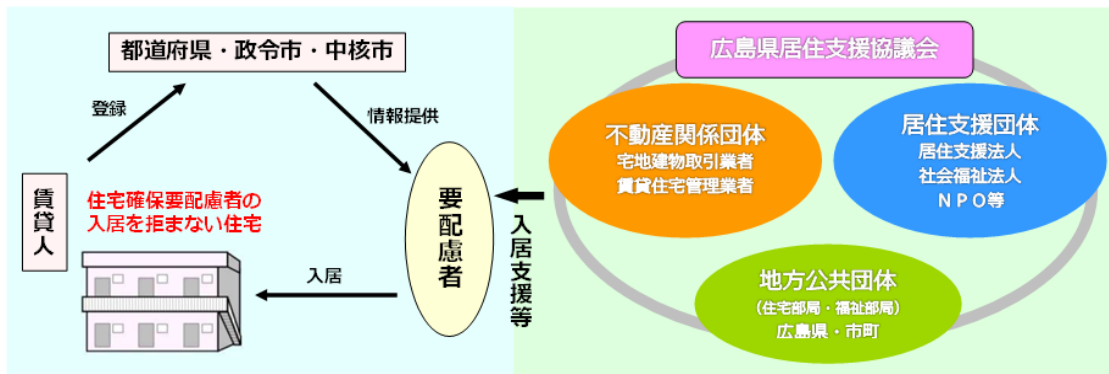 都道府県・政令市・中核市
登録
情報提供
賃貸人
住宅確保要配慮者の
入居を拒まない住宅
要配慮者
入居
入居支援等
広島県居住支援協議会
不動産関係団体
宅地建物取引業者
賃貸住宅管理業者
居住支援団体
居住支援法人
社会福祉法人
ＮＰＯ等
地方公共団体
（住宅部局・福祉部局）
広島県・市町